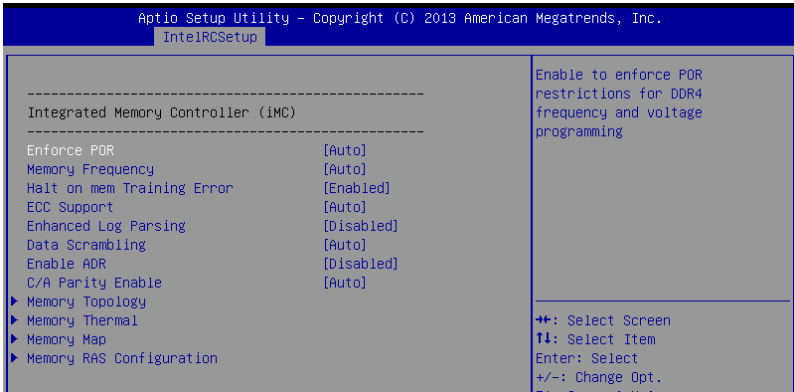 Aptio Setup Utility – Copyright (C) 2013 American Megatrends, Inc.
IntelRCSetup
------------------------------------------------
Integrated Memory Controller (iMC)
------------------------------------------------
Enforce POR [Auto]
Memory Frequency [Auto]
Halt on mem Training Error [Enabled]
ECC Support [Auto]
Enhanced Log Parsing [Disabled]
Data Scrambling [Auto]
Enable ADR [Disabled]
C/A Parity Enable [Auto]
Memory Topology
Memory Thermal
Memory Map
Memory RAS Configuration
Enable to enforce POR
restrictions for DDR4
frequency and voltage
programming
→←: Select Screen
↑↓: Select Item
Enter: Select
+/-: Change Opt.